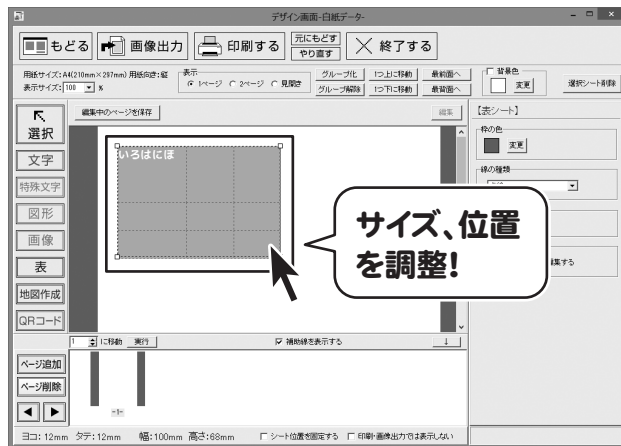 デザイン画面-白紙データ-
もどる
画像出力
印刷する
元にもどす
やり直す
終了する
用紙サイズ:A4(210mm×297mm) 用紙向き:縦
表示サイズ: 100 %
表示
1ページ 2ページ 見開き
グループ化 1つ上に移動 最前面へ
グループ解除 1つ下に移動 最背面へ
背景色
変更
選択シート削除
選択
文字
特殊文字
図形
画像
表
地図作成
QRコード
編集中のページを保存
編集
いろはにほ
サイズ、位置
を調整!
【表シート】
枠の色
変更
線の種類
集する
1 に移動 実行
補助線を表示する
↓
ページ追加
ページ削除
-1-
ヨコ: 12mm タテ: 12mm 幅: 100mm 高さ: 68mm
シート位置を固定する
印刷・画像出力では表示しない